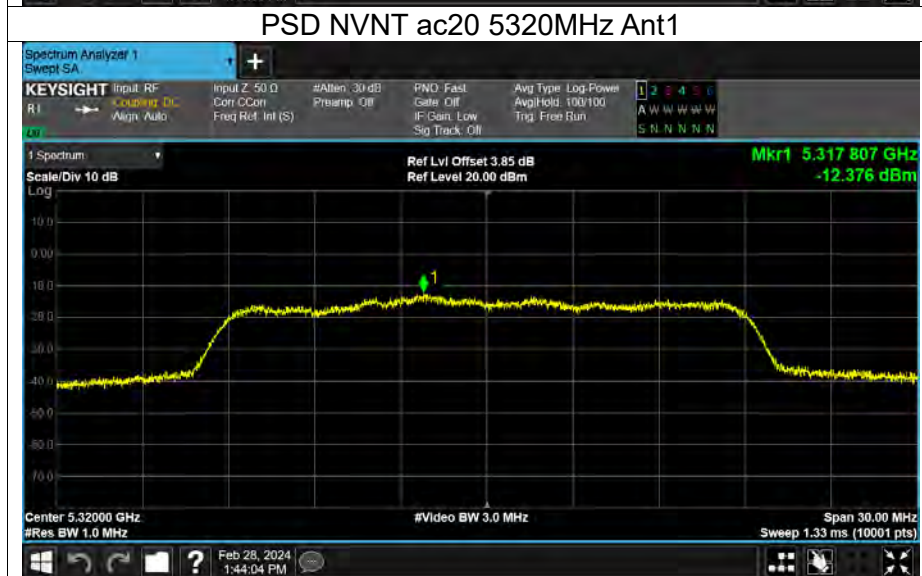 PSD NVNT ac20 5320MHz Ant1
Spectrum Analyzer 1
Swept SA
+
KEYSIGHT Input: RF
Coupling: DC
Align: Auto
Input Z: 50 Ω
Corr CCorr
Freq Ref: Int (S)
#Atten: 30 dB
Preamp: Off
PNO: Fast
Gate: Off
IF Gain: Low
Sig Track: Off
Avg Type: Log-Power
Avg|Hold: 100/100
Trig: Free Run
1 2 3 4 5 6
A W W W W W
S N N N N N
1 Spectrum
Scale/Div 10 dB
Log
Ref Lvl Offset 3.85 dB
Ref Level 20.00 dBm
Mkr1 5.317 807 GHz
-12.376 dBm
10.0
0.00
-10.0
-20.0
-30.0
-40.0
-50.0
-60.0
-70.0
1
Center 5.32000 GHz
#Res BW 1.0 MHz
#Video BW 3.0 MHz
Span 30.00 MHz
Sweep 1.33 ms (10001 pts)
?
Feb 28, 2024
1:44:04 PM